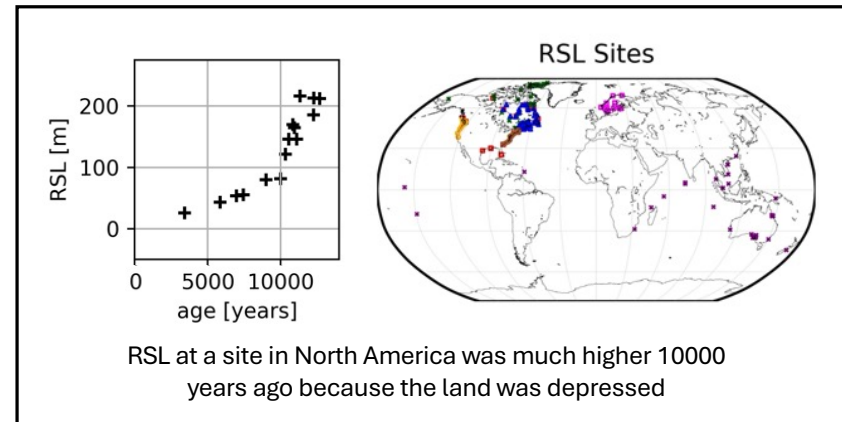 RSL Sites
200
100
0
RSL [m]
0 5000 10000
age [years]
RSL at a site in North America was much higher 10000
years ago because the land was depressed